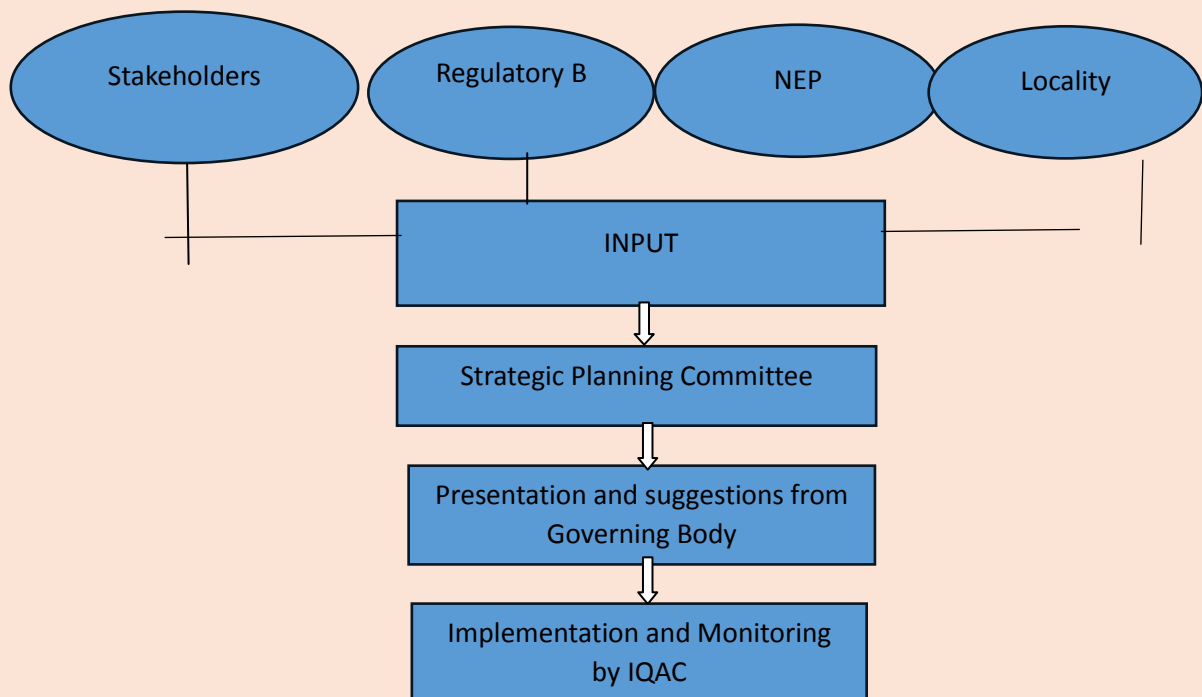 Stakeholders
Regulatory B
NEP
Locality
INPUT
Strategic Planning Committee
Presentation and suggestions from
Governing Body
Implementation and Monitoring
by IQAC